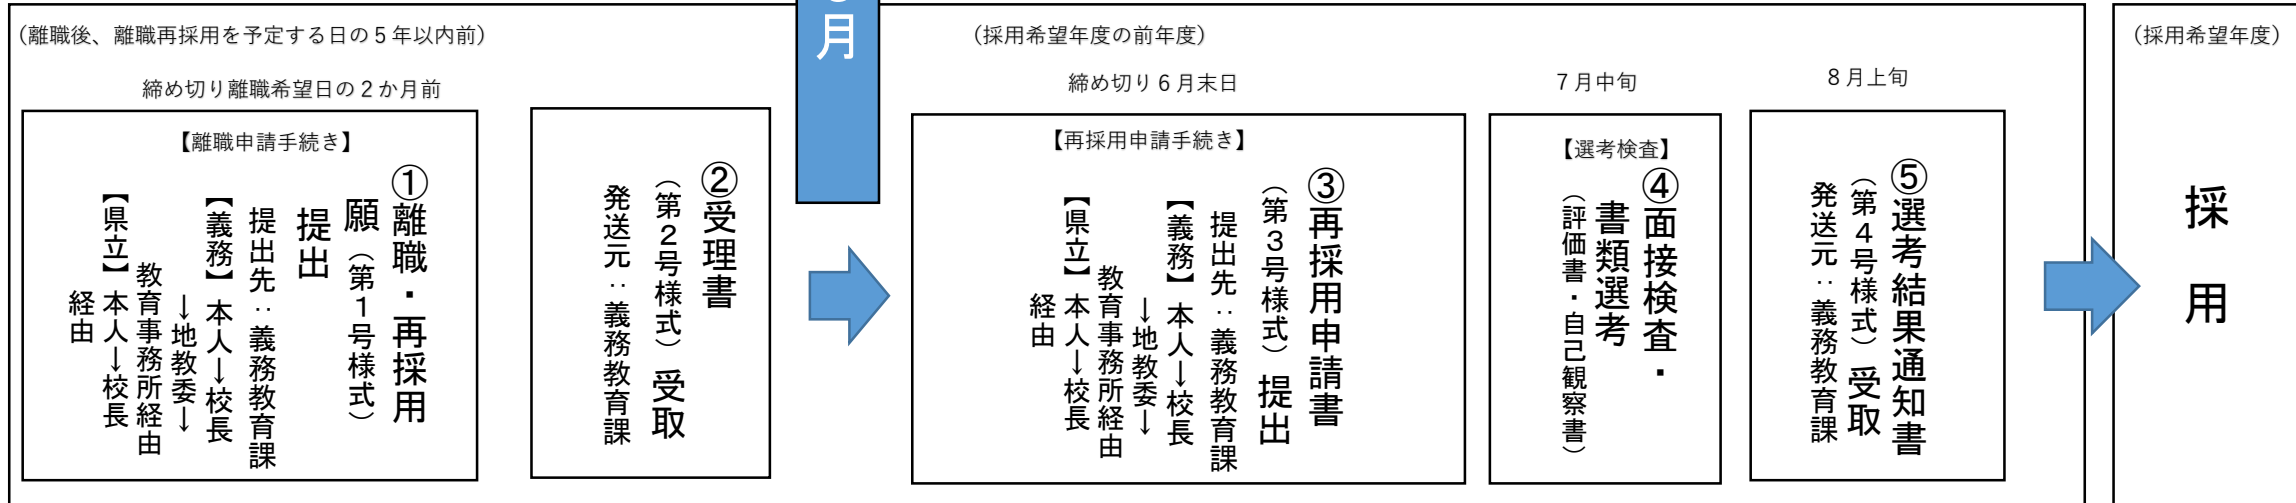 （離職後、離職再採用を予定する日の５年以内前）
締め切り離職希望日の２か月前
【離職申請手続き】
①離職・再採用
願（第１号様式）
提出
提出先：義務教育課
【義務】本人→校長
→地教委→
教育事務所経由
【県立】本人→校長
経由
②受理書
（第２号様式）受取
発送元：義務教育課
月
（採用希望年度の前年度）
締め切り６月末日
【再採用申請手続き】
③再採用申請書
（第３号様式）提出
提出先：義務教育課
【義務】本人→校長
→地教委→
教育事務所経由
【県立】本人→校長
経由
７月中旬
【選考検査】
④面接検査・
書類選考
（評価書・自己観察書）
８月上旬
⑤選考結果通知書
（第４号様式）受取
発送元：義務教育課
（採用希望年度）
採用